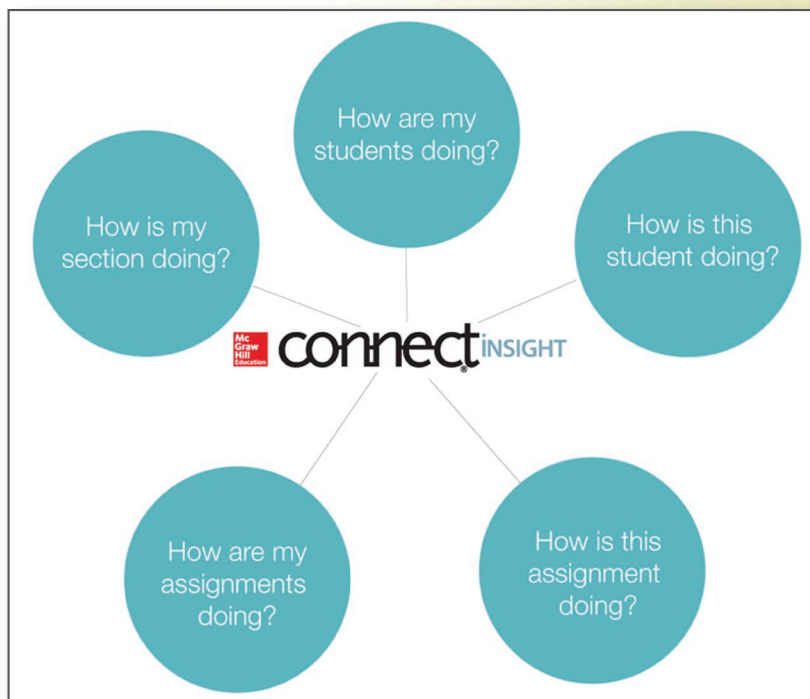 How are my
students doing?
How is my
section doing?
How is this
student doing?
Mc
Graw
Hill
Education
connect® INSIGHT
How are my
assignments
doing?
How is this
assignment
doing?